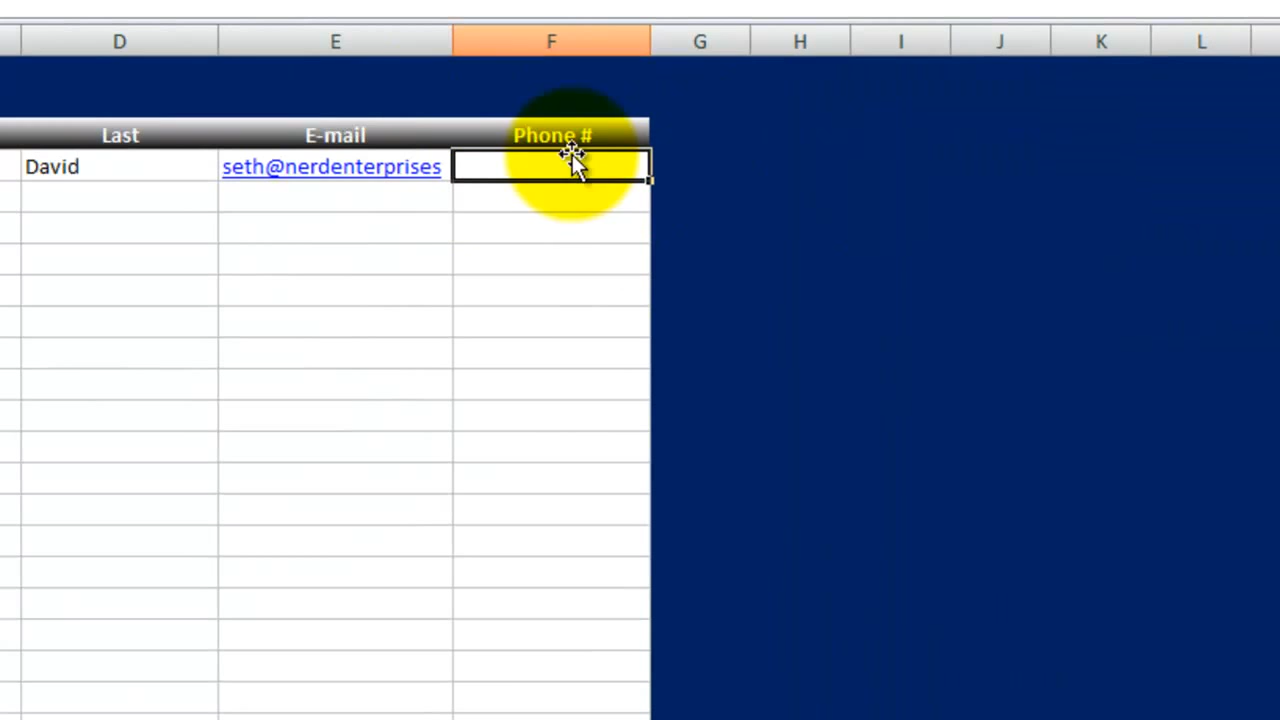 D E F G H I J K L
Last E-mail Phone #
David seth@nerdenterprises